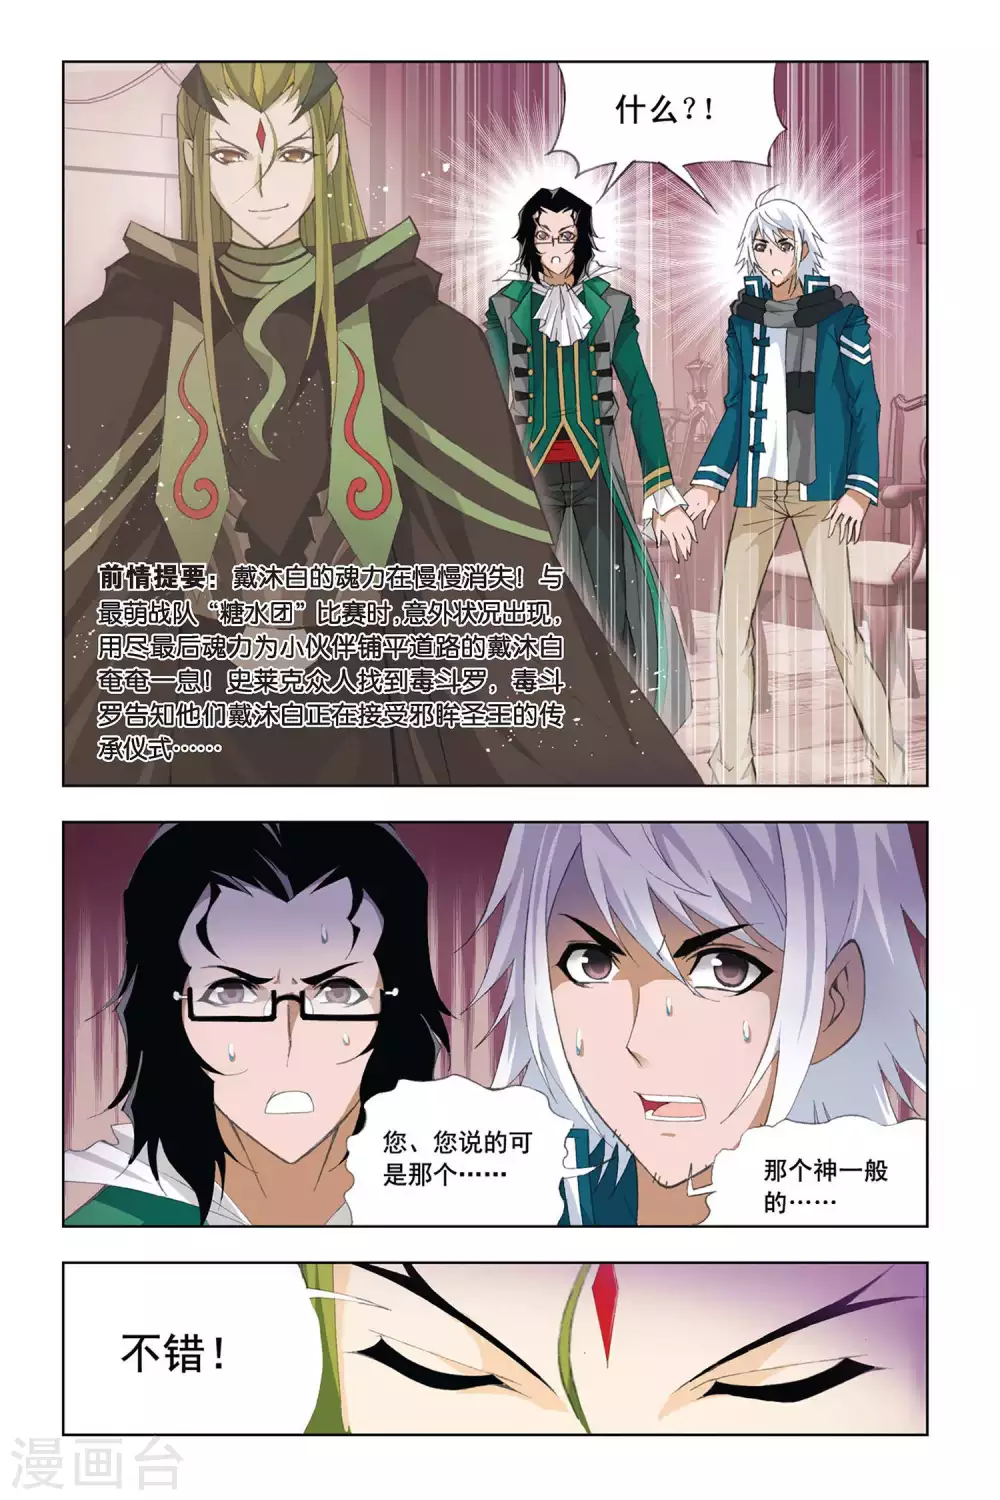 什么？！
前情提要：戴沐白的魂力在慢慢消失！与
最萌战队“糖水团”比赛时，意外状况出现，
用尽最后魂力为小伙伴铺平道路的戴沐白
奄奄一息！史莱克众人找到毒斗罗，毒斗
罗告知他们戴沐白正在接受邪眸圣王的传
承仪式……
您、您说的可
是那个……
那个神一般
的……
不错！
漫画台